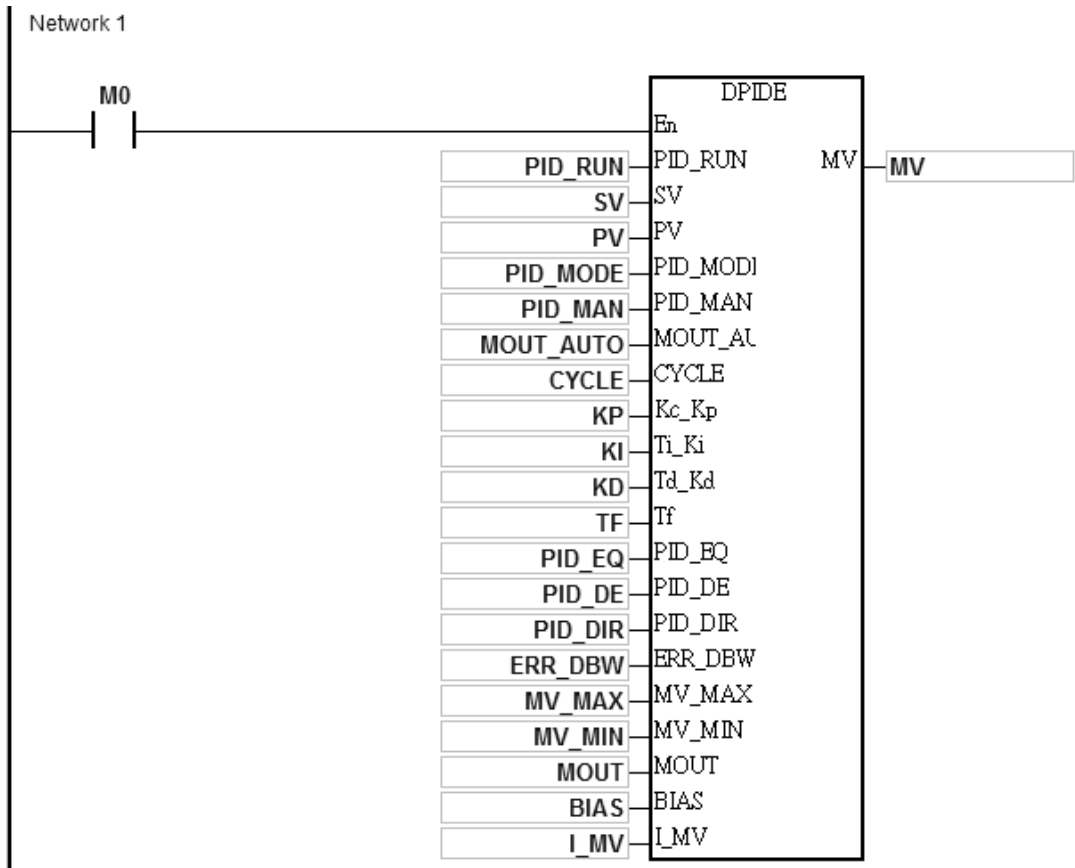 Network 1
M0
DPIDE
En
PID_RUN PID_RUN MV MV
SV SV
PV PV
PID_MODE PID_MODI
PID_MAN PID_MAN
MOUT_AUTO MOUT_AU
CYCLE CYCLE
KP Kc_Kp
KI Ti_Ki
KD Td_Kd
TF Tf
PID_EQ PID_EQ
PID_DE PID_DE
PID_DIR PID_DIR
ERR_DBW ERR_DBW
MV_MAX MV_MAX
MV_MIN MV_MIN
MOUT MOUT
BIAS BIAS
I_MV I_MV